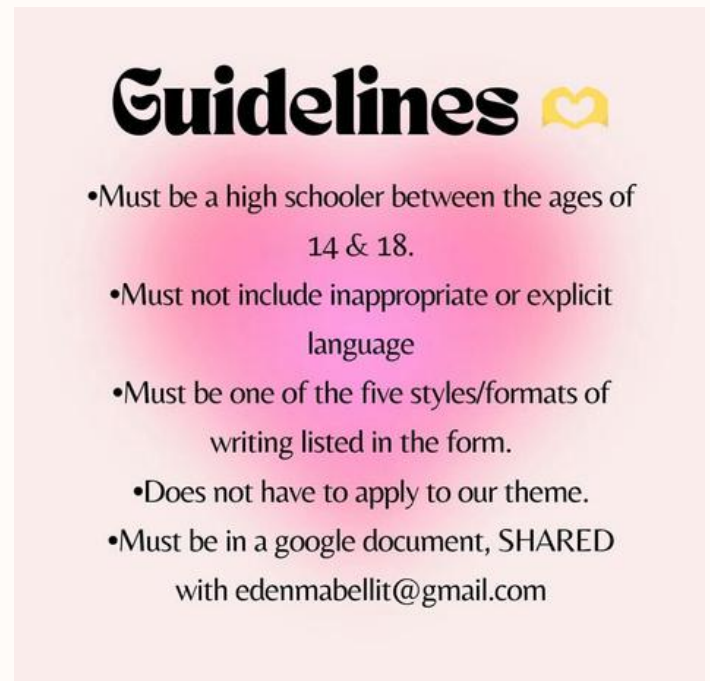 Guidelines 🫶
•Must be a high schooler between the ages of
14 & 18.
•Must not include inappropriate or explicit
language
•Must be one of the five styles/formats of
writing listed in the form.
•Does not have to apply to our theme.
•Must be in a google document, SHARED
with edenmabellit@gmail.com